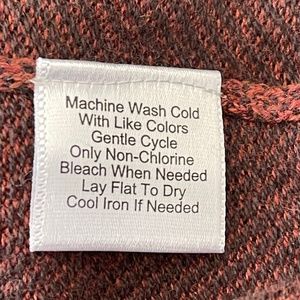 Machine Wash Cold
With Like Colors
Gentle Cycle
Only Non-Chlorine
Bleach When Needed
Lay Flat To Dry
Cool Iron If Needed